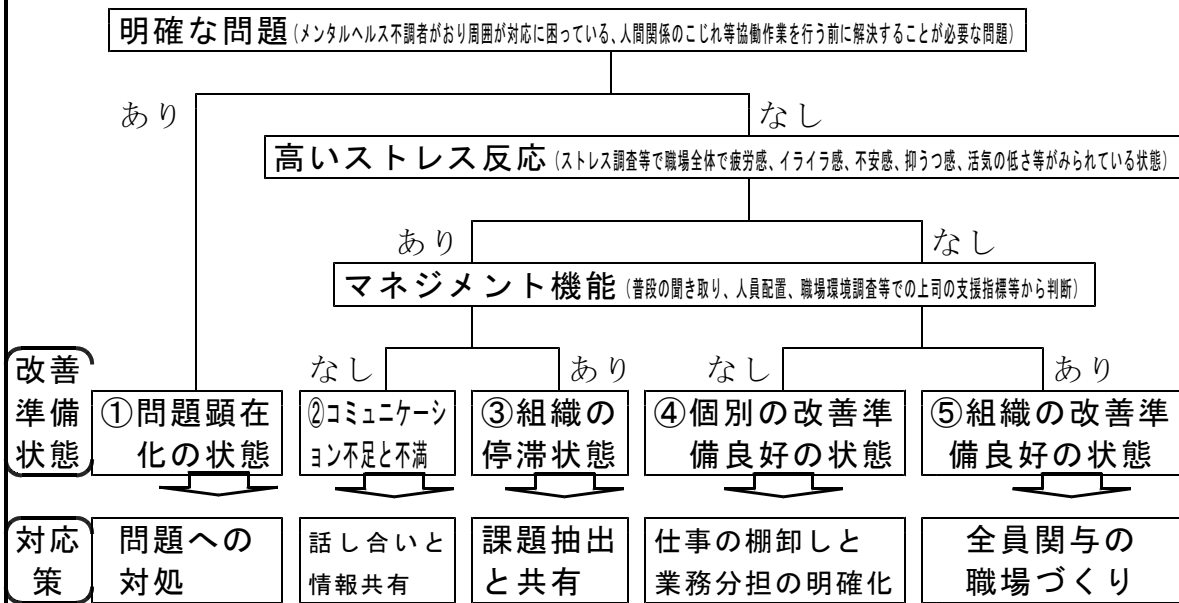 明確な問題(メンタルヘルス不調者がおり周囲が対応に困っている、人間関係のこじれ等協働作業を行う前に解決することが必要な問題)
あり
なし
高いストレス反応(ストレス調査等で職場全体で疲労感、イライラ感、不安感、抑うつ感、活気の低さ等がみられている状態)
あり
なし
マネジメント機能(普段の聞き取り、人員配置、職場環境調査等での上司の支援指標等から判断)
なし
あり
なし
あり
改善
準備
状態
①問題顕在
化の状態
②コミュニケーシ
ョン不足と不満
③組織の
停滞状態
④個別の改善準
備良好の状態
⑤組織の改善準
備良好の状態
対応
策
問題への
対処
話し合いと
情報共有
課題抽出
と共有
仕事の棚卸しと
業務分担の明確化
全員関与の
職場づくり